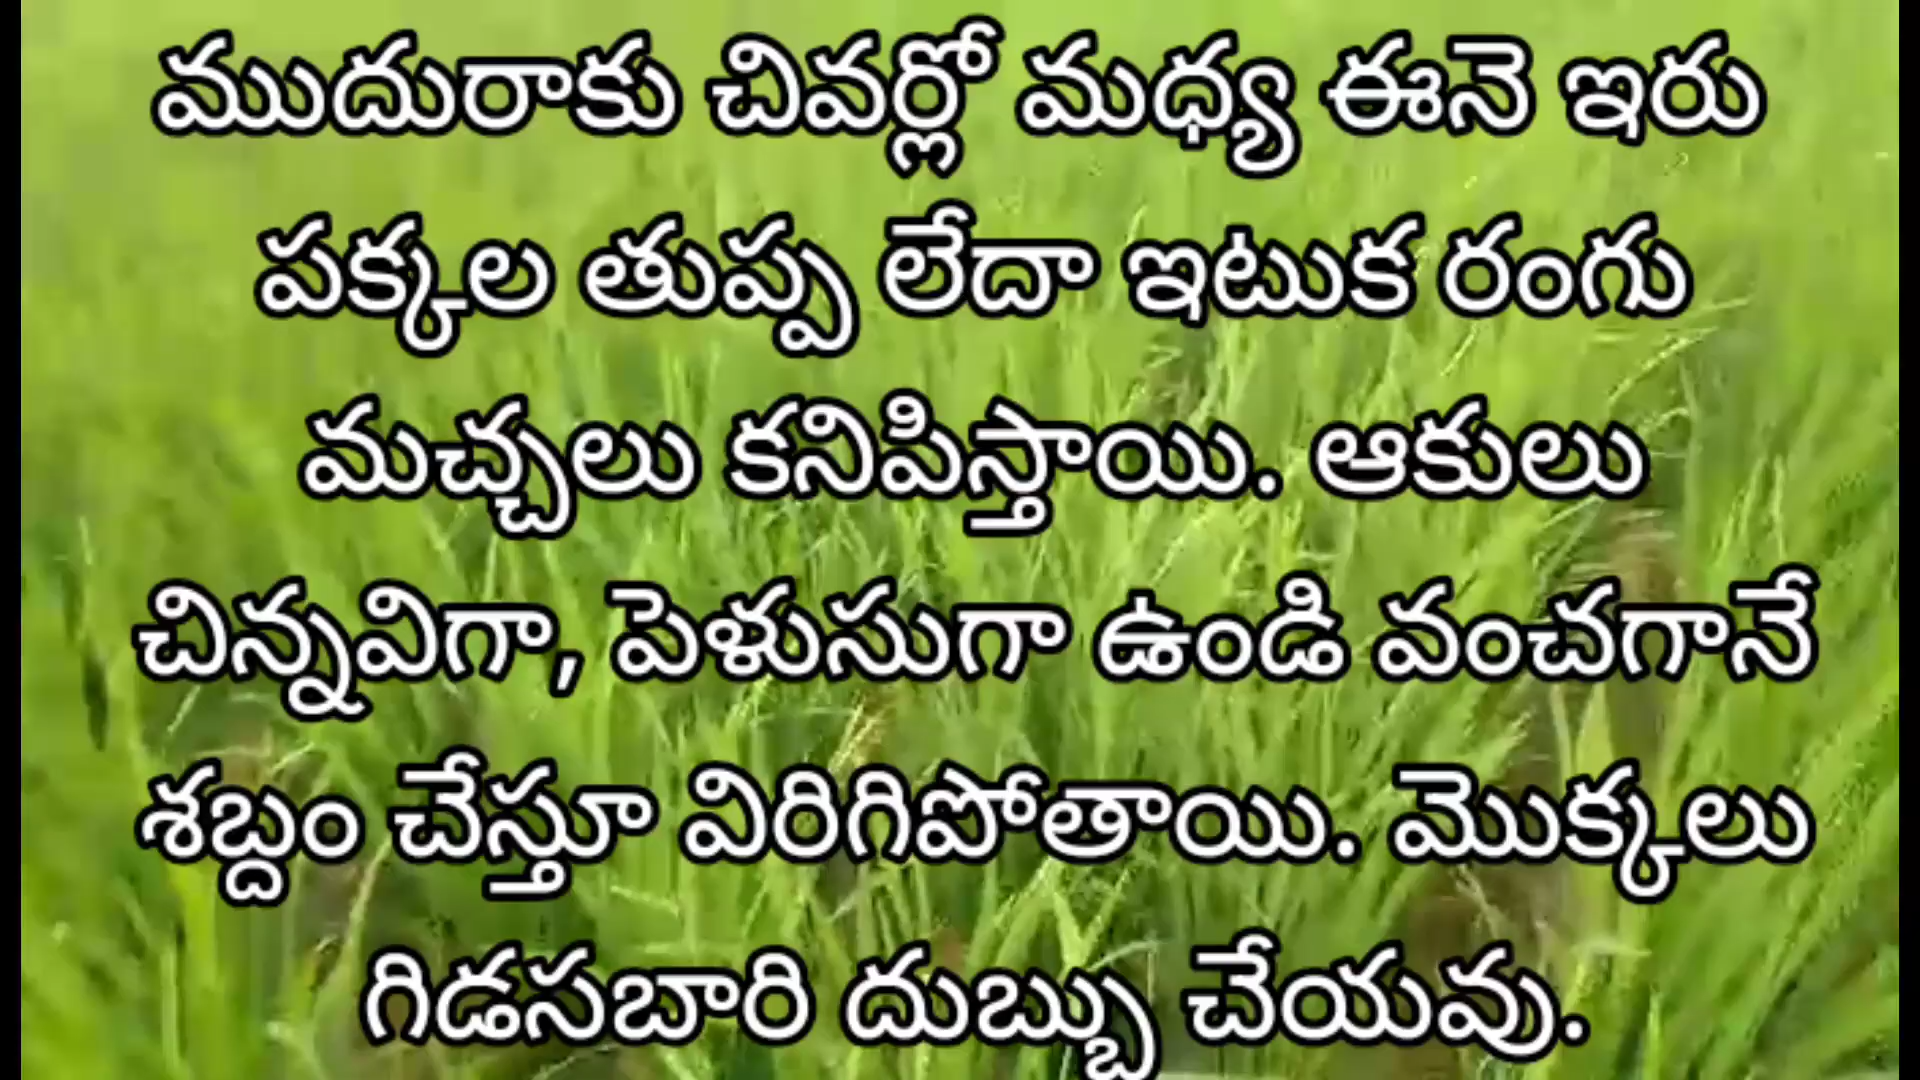 ముదురాకు చివర్లో మధ్య ఈనె ఇరు
పక్కల తుప్ప లేదా ఇటుక రంగు
మచ్చలు కనిపిస్తాయి. ఆకులు
చిన్నవిగా, పెళుసుగా ఉండి వంచగానే
శబ్దం చేస్తూ విరిగిపోతాయి. మొక్కలు
గిడసబారి దుబ్బు చేయవు.